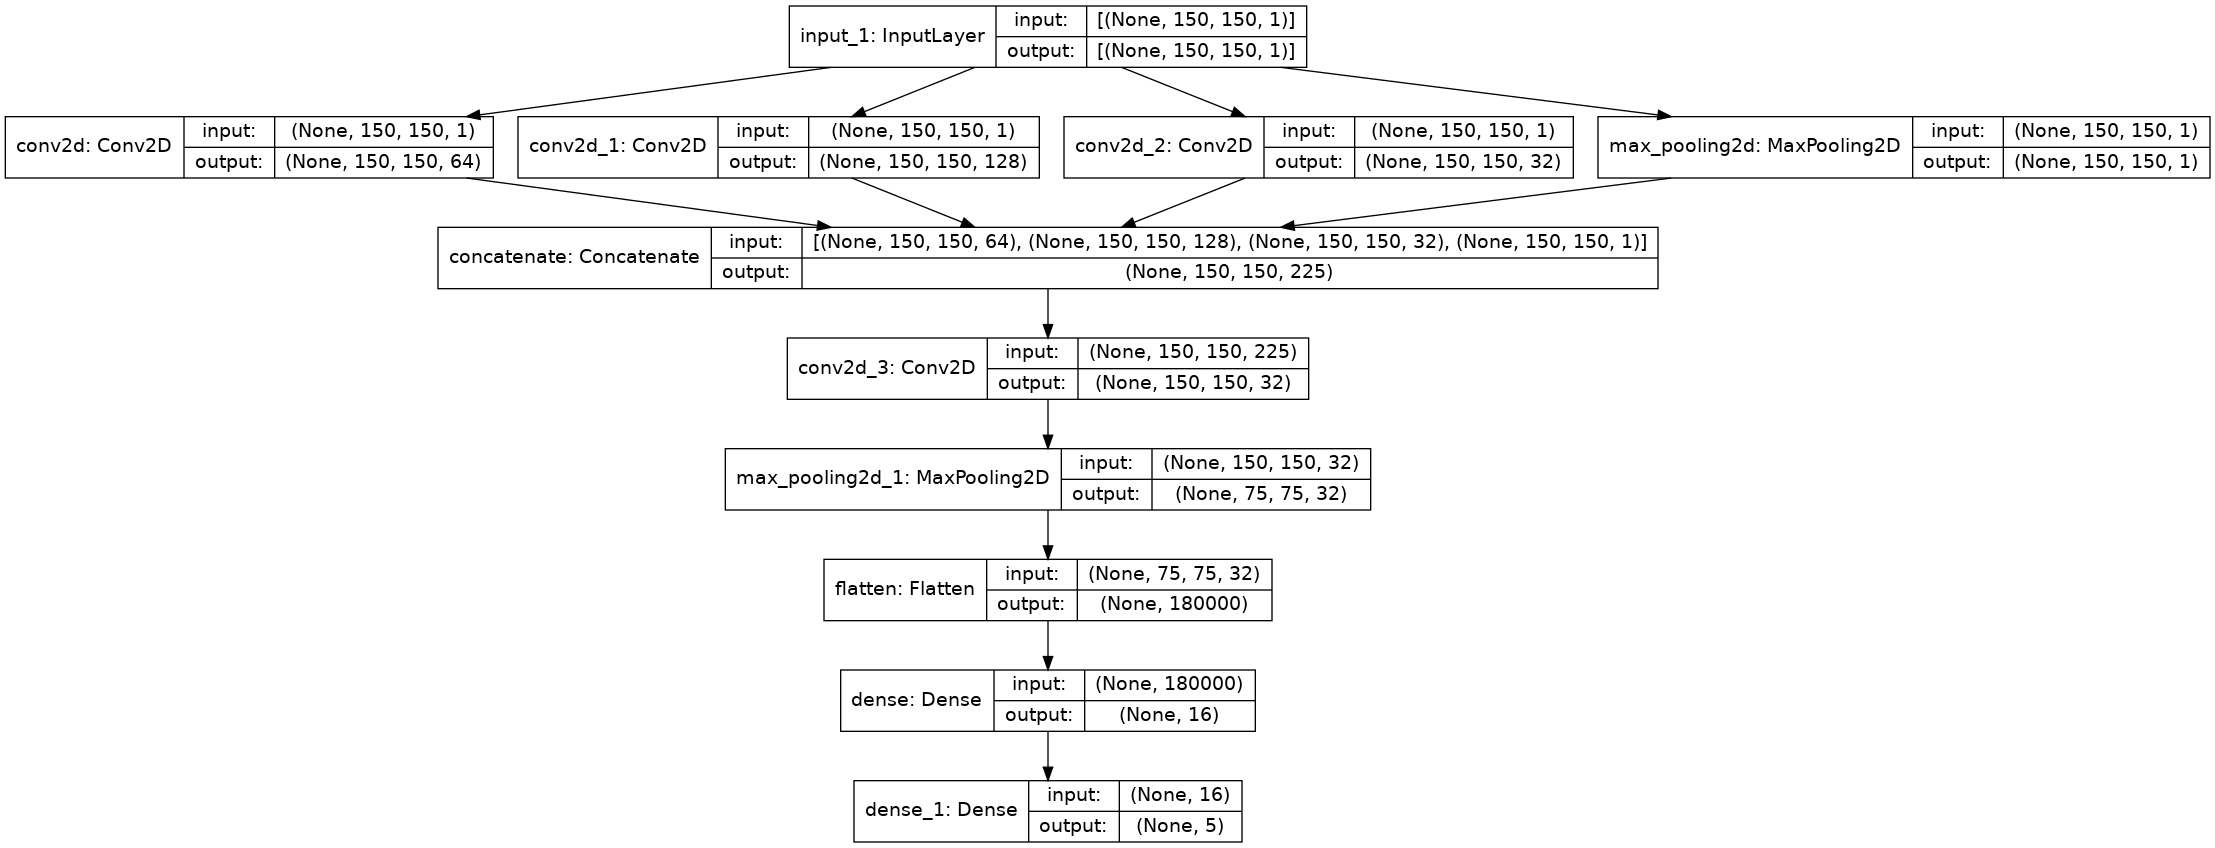 input_1: InputLayer
input:
[(None, 150, 150, 1)]
output:
[(None, 150, 150, 1)]
conv2d: Conv2D
input:
(None, 150, 150, 1)
output:
(None, 150, 150, 64)
conv2d_1: Conv2D
input:
(None, 150, 150, 1)
output:
(None, 150, 150, 128)
conv2d_2: Conv2D
input:
(None, 150, 150, 1)
output:
(None, 150, 150, 32)
max_pooling2d: MaxPooling2D
input:
(None, 150, 150, 1)
output:
(None, 150, 150, 1)
concatenate: Concatenate
input:
[(None, 150, 150, 64), (None, 150, 150, 128), (None, 150, 150, 32), (None, 150, 150, 1)]
output:
(None, 150, 150, 225)
conv2d_3: Conv2D
input:
(None, 150, 150, 225)
output:
(None, 150, 150, 32)
max_pooling2d_1: MaxPooling2D
input:
(None, 150, 150, 32)
output:
(None, 75, 75, 32)
flatten: Flatten
input:
(None, 75, 75, 32)
output:
(None, 180000)
dense: Dense
input:
(None, 180000)
output:
(None, 16)
dense_1: Dense
input:
(None, 16)
output:
(None, 5)